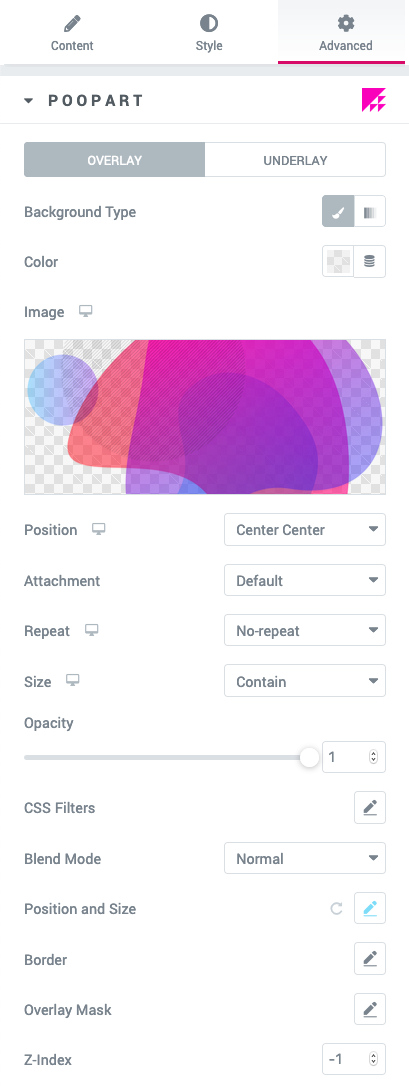 Content Style Advanced
POOPART
OVERLAY UNDERLAY
Background Type
Color
Image
Position Center Center
Attachment Default
Repeat No-repeat
Size Contain
Opacity
1
CSS Filters
Blend Mode Normal
Position and Size
Border
Overlay Mask
Z-Index -1